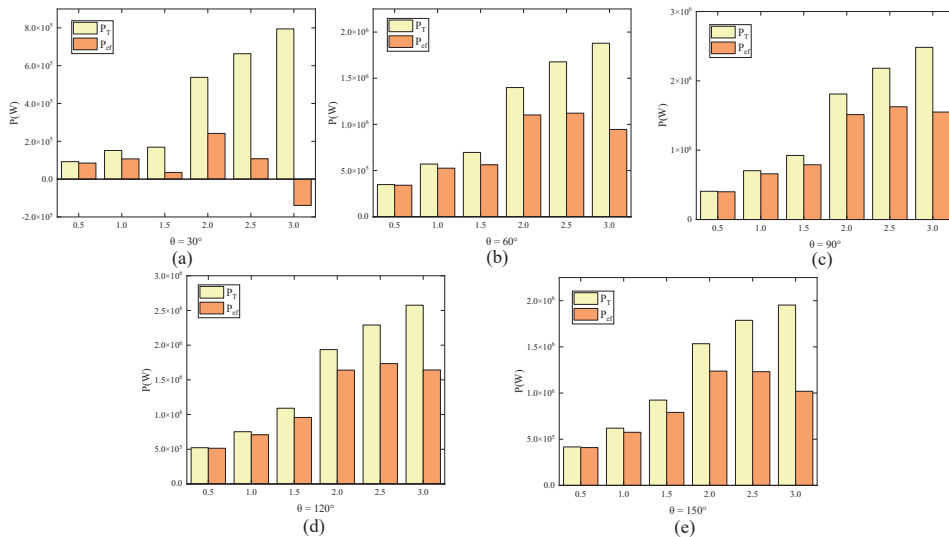 8.0×10⁵
6.0×10⁵
4.0×10⁵
2.0×10⁵
0.0
-2.0×10⁵
P(W)
P_T
P_ef
0.5 1.0 1.5 2.0 2.5 3.0
θ = 30°
(a)
2.0×10⁶
1.5×10⁶
1.0×10⁶
5.0×10⁵
0.0
P(W)
P_T
P_ef
0.5 1.0 1.5 2.0 2.5 3.0
θ = 60°
(b)
3×10⁶
2×10⁶
1×10⁶
0
P(W)
P_T
P_ef
0.5 1.0 1.5 2.0 2.5 3.0
θ = 90°
(c)
3.0×10⁶
2.5×10⁶
2.0×10⁶
1.5×10⁶
1.0×10⁶
5.0×10⁵
0.0
P(W)
P_T
P_ef
0.5 1.0 1.5 2.0 2.5 3.0
θ = 120°
(d)
2.0×10⁶
1.5×10⁶
1.0×10⁶
5.0×10⁵
0.0
P(W)
P_T
P_ef
0.5 1.0 1.5 2.0 2.5 3.0
θ = 150°
(e)